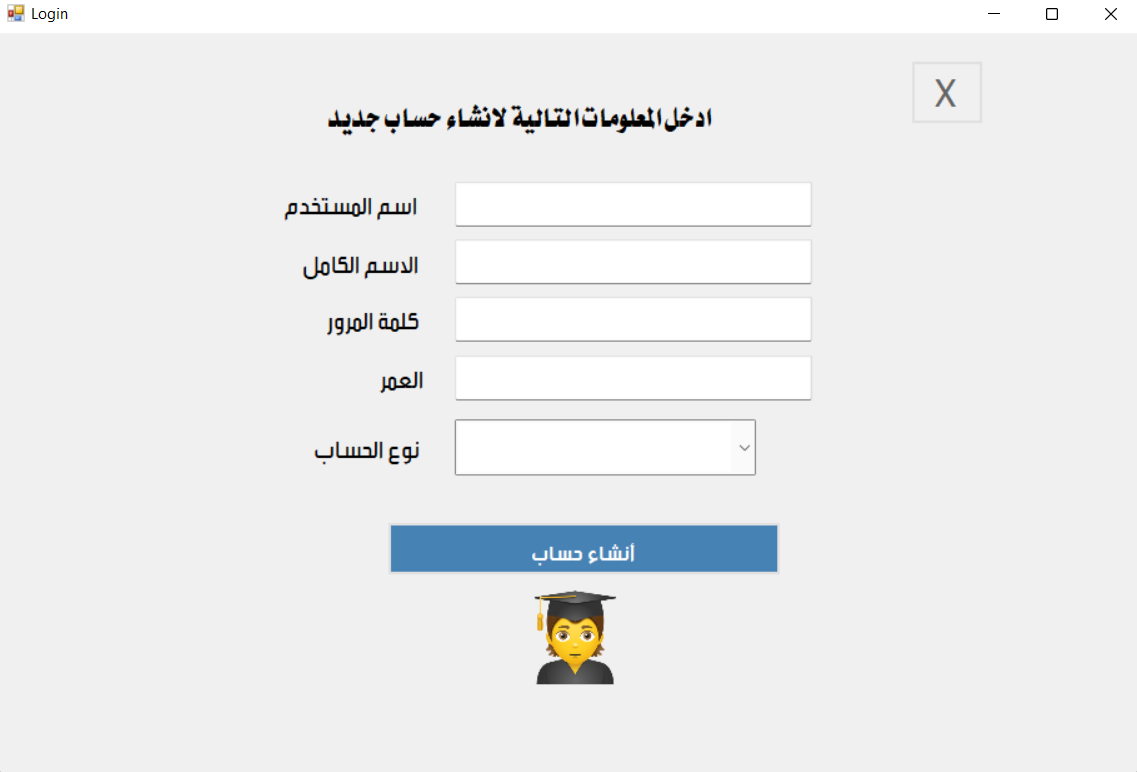 Login
X
ادخل المعلومات التالية لانشاء حساب جديد
اسم المستخدم
الاسم الكامل
كلمة المرور
العمر
نوع الحساب
أنشاء حساب